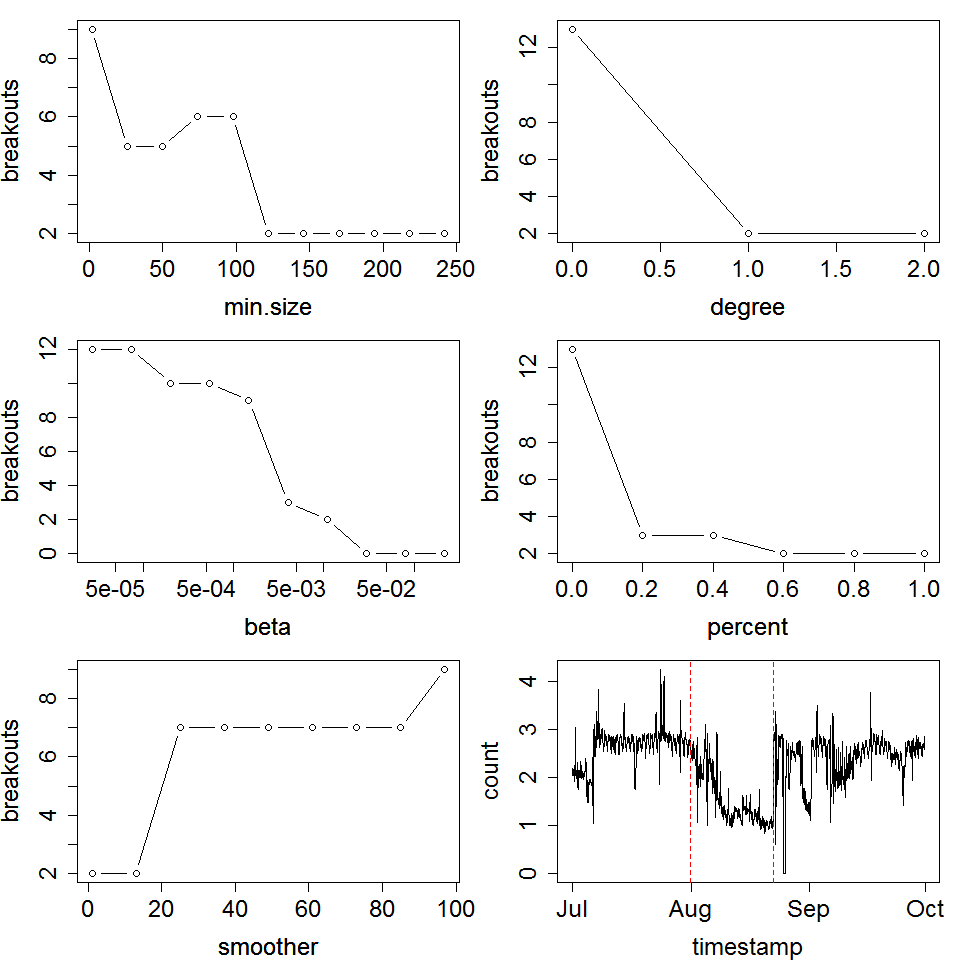 breakouts
8
6
4
2
0 50 100 150 200 250
min.size
breakouts
12
8
6
4
2
0.0 0.5 1.0 1.5 2.0
degree
breakouts
12
8
6
4
2
0
5e-05 5e-04 5e-03 5e-02
beta
breakouts
12
8
6
4
2
0.0 0.2 0.4 0.6 0.8 1.0
percent
breakouts
8
6
4
2
0 20 40 60 80 100
smoother
count
4
3
2
1
0
Jul Aug Sep Oct
timestamp